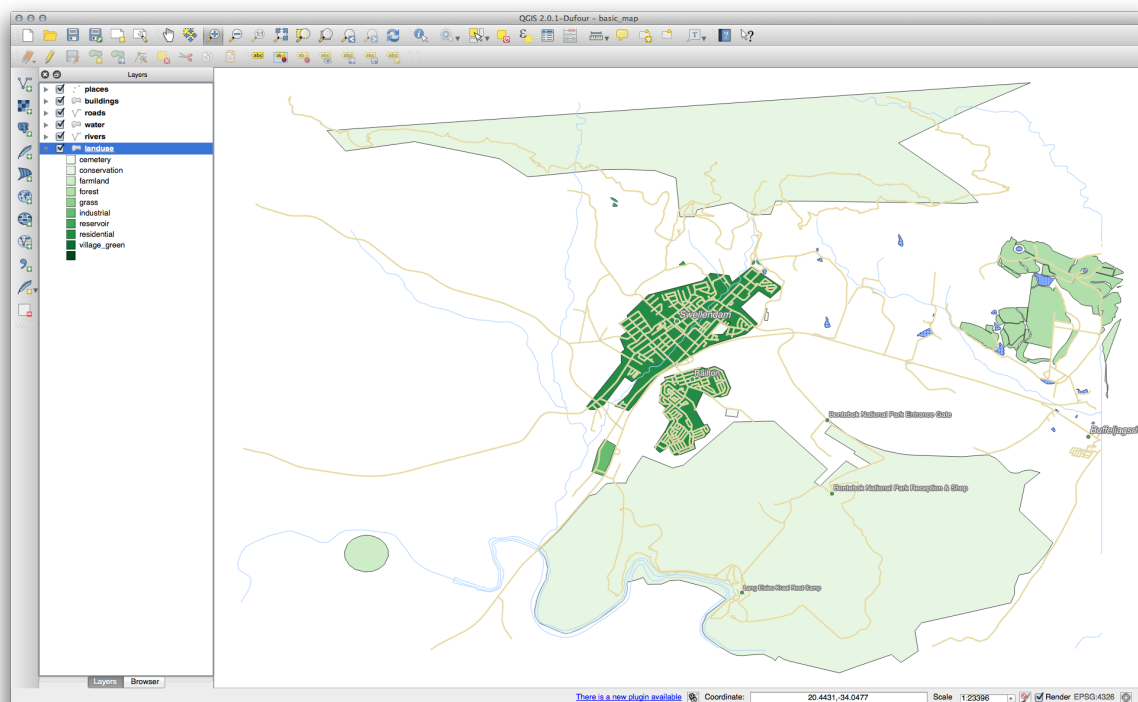 QGIS 2.0.1-Dufour – basic_map
Layers
places
buildings
roads
water
rivers
landuse
cemetery
conservation
farmland
forest
grass
industrial
reservoir
residential
village_green
Swellendam
Railton
Bontebok National Park Entrance Gate
Buffeljagsri
Bontebok National Park Reception & Shop
Lang Elsies Kraal Rest Camp
Layers
Browser
There is a new plugin available
Coordinate:
20.4431,-34.0477
Scale
1:23396
Render
EPSG:4326